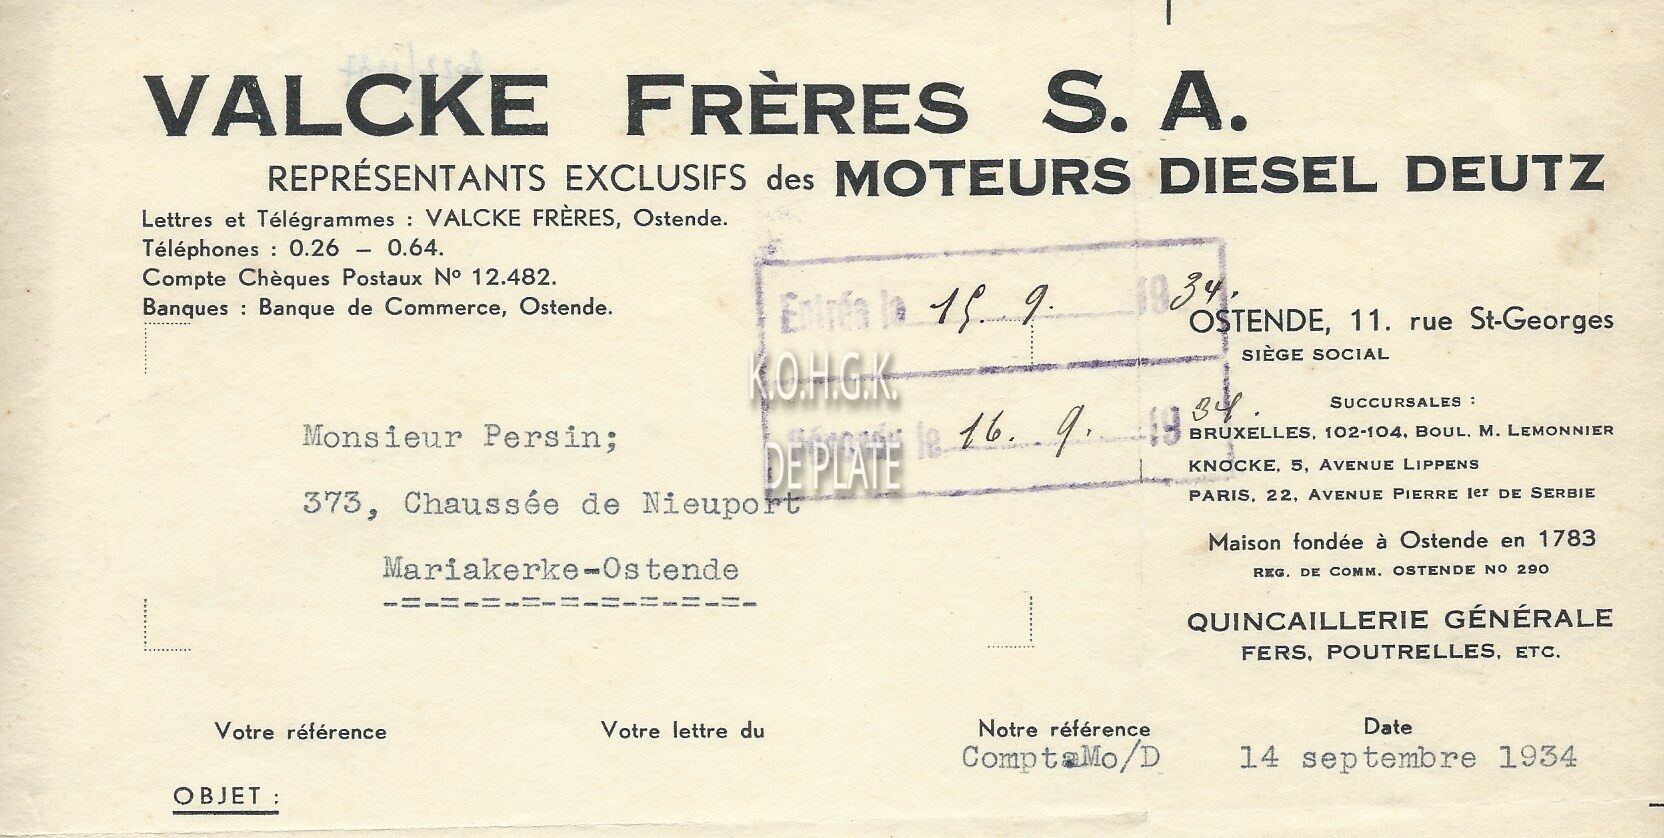 VALCKE FRÈRES S. A.
REPRÉSENTANTS EXCLUSIFS des MOTEURS DIESEL DEUTZ
Lettres et Télégrammes : VALCKE FRÈRES, Ostende.
Téléphones : 0.26 – 0.64.
Compte Chèques Postaux Nº 12.482.
Banques : Banque de Commerce, Ostende.
Entrée le 15. 9. 1934.
le 16. 9. 1934.
K.O.H.G.K.
DE PLATE
OSTENDE, 11. rue St-Georges
SIÈGE SOCIAL
SUCCURSALES :
BRUXELLES, 102-104, BOUL. M. LEMONNIER
KNOCKE, 5, AVENUE LIPPENS
PARIS, 22, AVENUE PIERRE Ier DE SERBIE
Maison fondée à Ostende en 1783
REG. DE COMM. OSTENDE Nº 290
QUINCAILLERIE GÉNÉRALE
FERS, POUTRELLES, ETC.
Monsieur Persin;
373, Chaussée de Nieuport
Mariakerke-Ostende
-=-=-=-=-=-=-=-=-=-
Votre référence
Votre lettre du
Notre référence
ComptaMo/D
Date
14 septembre 1934
OBJET :